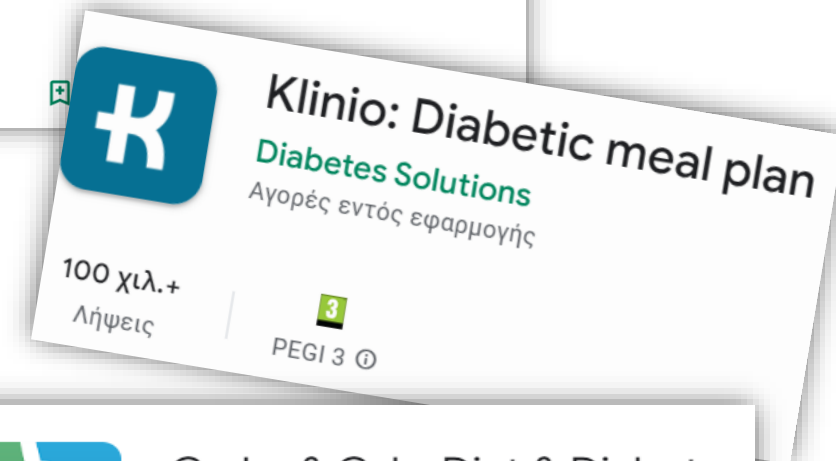 Klinio: Diabetic meal plan
Diabetes Solutions
Αγορές εντός εφαρμογής
100 χιλ.+
Λήψεις
3
PEGI 3